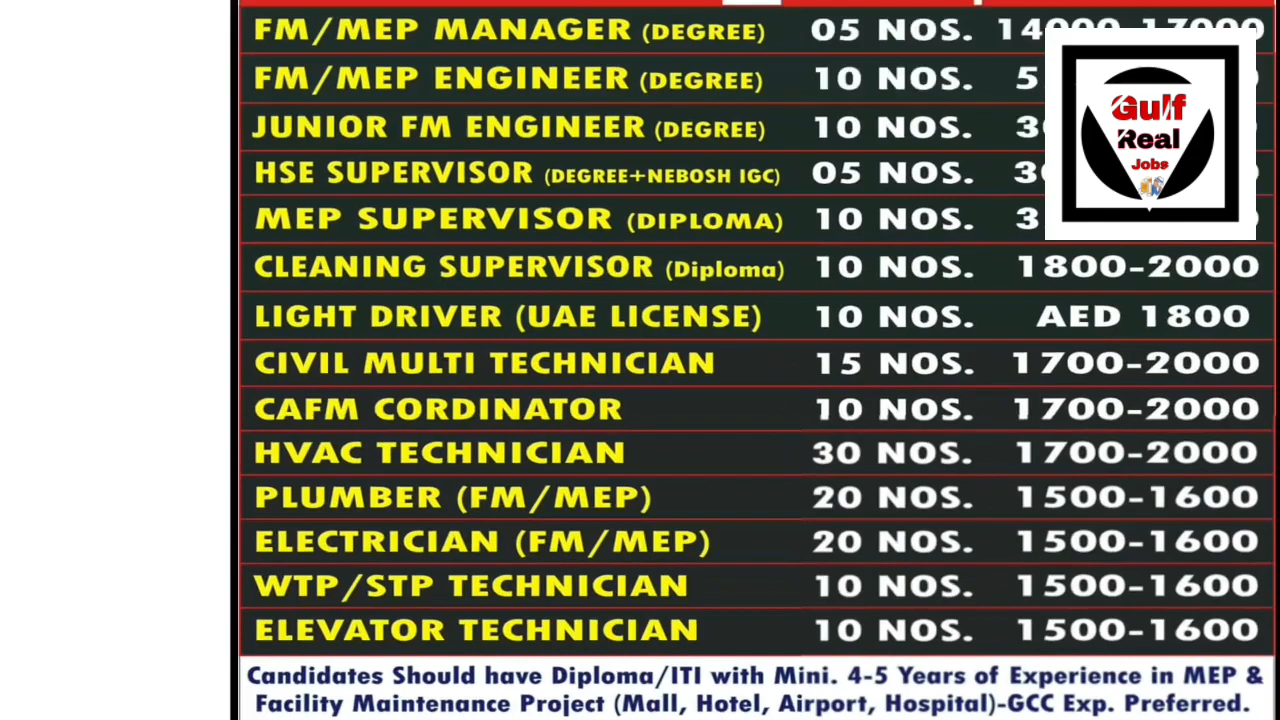 FM/MEP MANAGER (DEGREE) 05 NOS. 14000-17000
FM/MEP ENGINEER (DEGREE) 10 NOS.
JUNIOR FM ENGINEER (DEGREE) 10 NOS.
HSE SUPERVISOR (DEGREE+NEBOSH IGC) 05 NOS.
MEP SUPERVISOR (DIPLOMA) 10 NOS.
CLEANING SUPERVISOR (Diploma) 10 NOS. 1800-2000
LIGHT DRIVER (UAE LICENSE) 10 NOS. AED 1800
CIVIL MULTI TECHNICIAN 15 NOS. 1700-2000
CAFM CORDINATOR 10 NOS. 1700-2000
HVAC TECHNICIAN 30 NOS. 1700-2000
PLUMBER (FM/MEP) 20 NOS. 1500-1600
ELECTRICIAN (FM/MEP) 20 NOS. 1500-1600
WTP/STP TECHNICIAN 10 NOS. 1500-1600
ELEVATOR TECHNICIAN 10 NOS. 1500-1600
Candidates Should have Diploma/ITI with Mini. 4-5 Years of Experience in MEP &
Facility Maintenance Project (Mall, Hotel, Airport, Hospital)-GCC Exp. Preferred.
Gulf
Real
Jobs